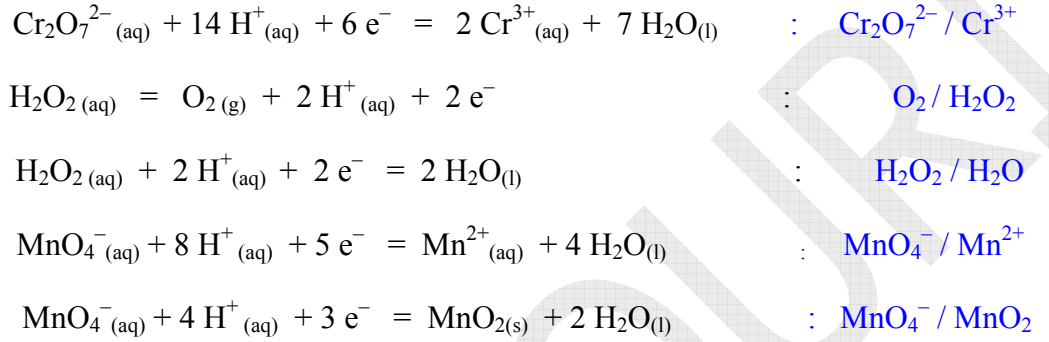 Cr₂O₇²⁻ (aq) + 14 H⁺(aq) + 6 e⁻ = 2 Cr³⁺(aq) + 7 H₂O(l) : Cr₂O₇²⁻ / Cr³⁺
H₂O₂ (aq) = O₂ (g) + 2 H⁺ (aq) + 2 e⁻ : O₂ / H₂O₂
H₂O₂ (aq) + 2 H⁺(aq) + 2 e⁻ = 2 H₂O(l) : H₂O₂ / H₂O
MnO₄⁻(aq) + 8 H⁺(aq) + 5 e⁻ = Mn²⁺(aq) + 4 H₂O(l) : MnO₄⁻ / Mn²⁺
MnO₄⁻(aq) + 4 H⁺ (aq) + 3 e⁻ = MnO₂(s) + 2 H₂O(l) : MnO₄⁻ / MnO₂